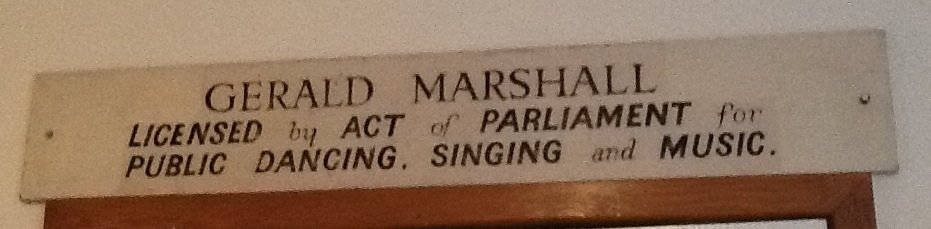 GERALD MARSHALL
LICENSED by ACT of PARLIAMENT for
PUBLIC DANCING. SINGING and MUSIC.